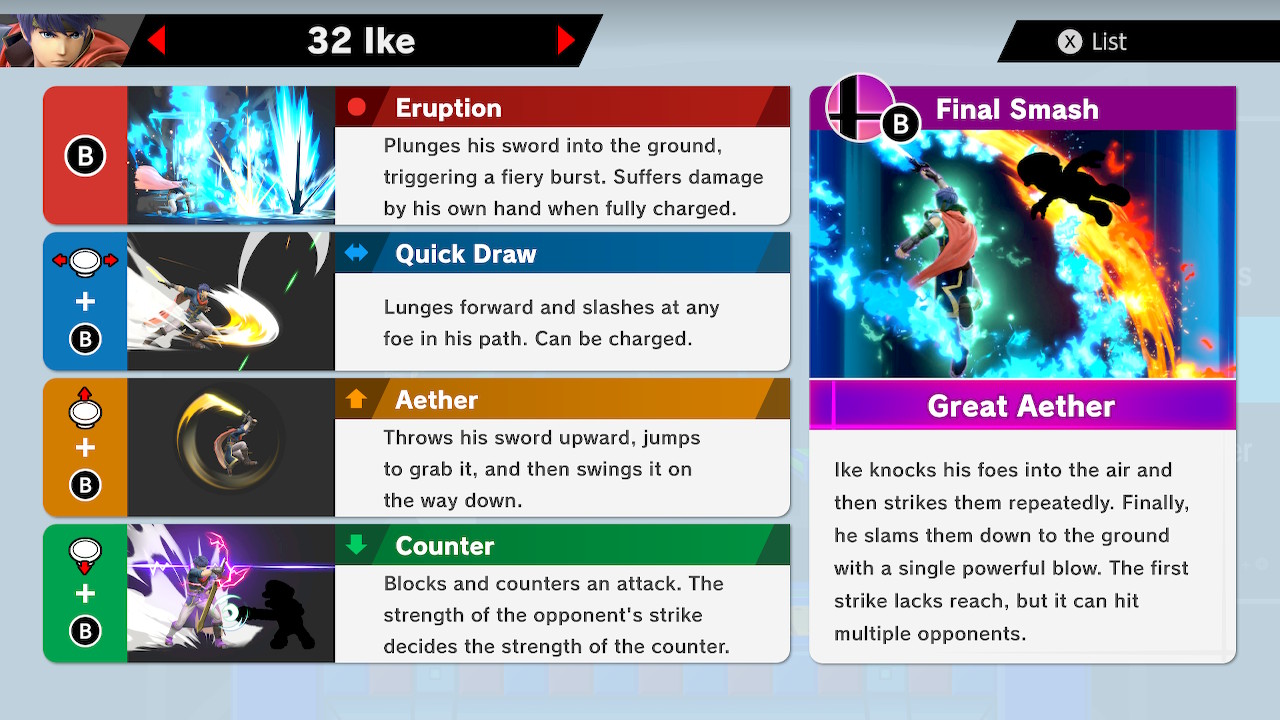 32 Ike
X List
B
Eruption
Plunges his sword into the ground,
triggering a fiery burst. Suffers damage
by his own hand when fully charged.
+
B
Quick Draw
Lunges forward and slashes at any
foe in his path. Can be charged.
+
B
Aether
Throws his sword upward, jumps
to grab it, and then swings it on
the way down.
+
B
Counter
Blocks and counters an attack. The
strength of the opponent's strike
decides the strength of the counter.
B
Final Smash
Great Aether
Ike knocks his foes into the air and
then strikes them repeatedly. Finally,
he slams them down to the ground
with a single powerful blow. The first
strike lacks reach, but it can hit
multiple opponents.